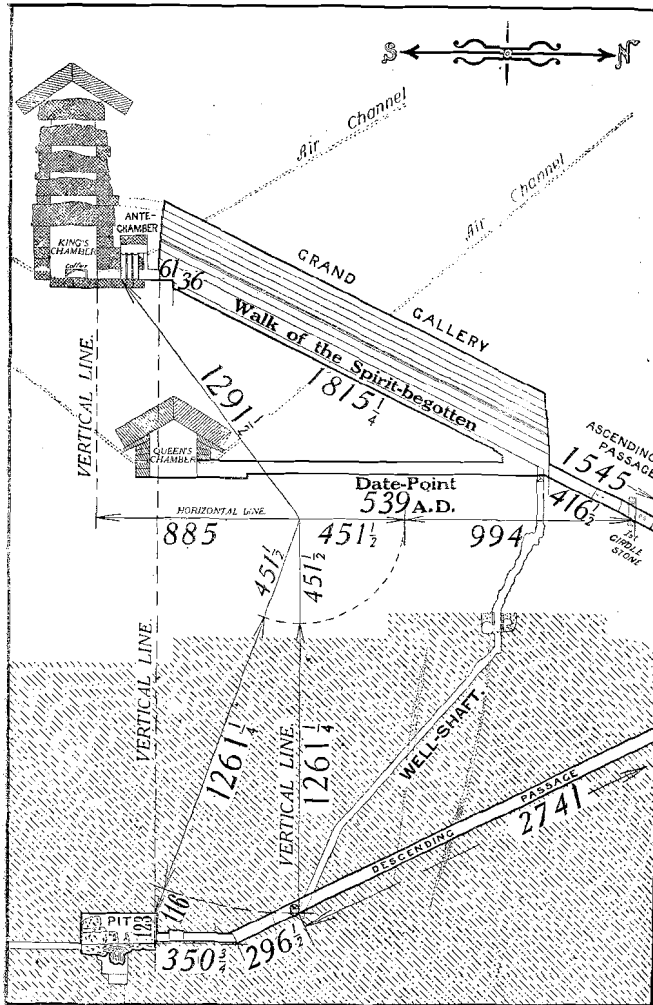 S N
Air Channel
Air Channel
ANTE-
CHAMBER
KING'S
CHAMBER
Coffer
61
36
GRAND GALLERY
Walk of the Spirit-begotten
1815¼
1291½
VERTICAL LINE.
QUEEN'S
CHAMBER
ASCENDING
PASSAGE
1545
416½
1st
GIRDLE
STONE
Date-Point
539 A.D.
HORIZONTAL LINE.
885
451½
994
451½
451½
VERTICAL LINE.
1261¼
VERTICAL LINE.
1261¼
WELL-SHAFT.
DESCENDING PASSAGE
2741
PIT
123
116
350¾
296½